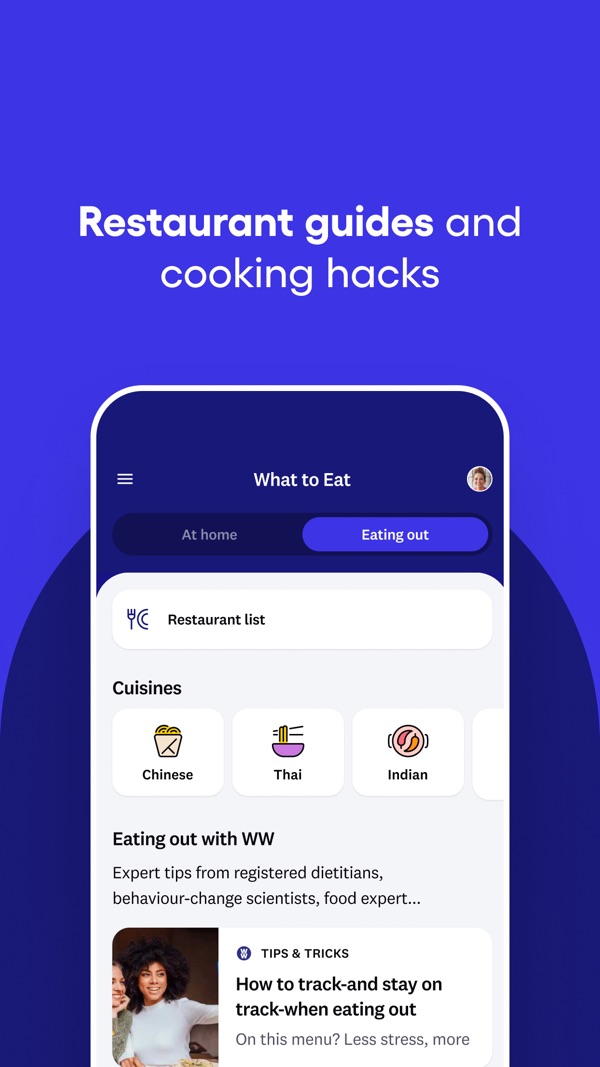 Restaurant guides and
cooking hacks
What to Eat
At home
Eating out
Restaurant list
Cuisines
Chinese
Thai
Indian
Eating out with WW
Expert tips from registered dietitians,
behaviour-change scientists, food expert...
TIPS & TRICKS
How to track-and stay on
track-when eating out
On this menu? Less stress, more